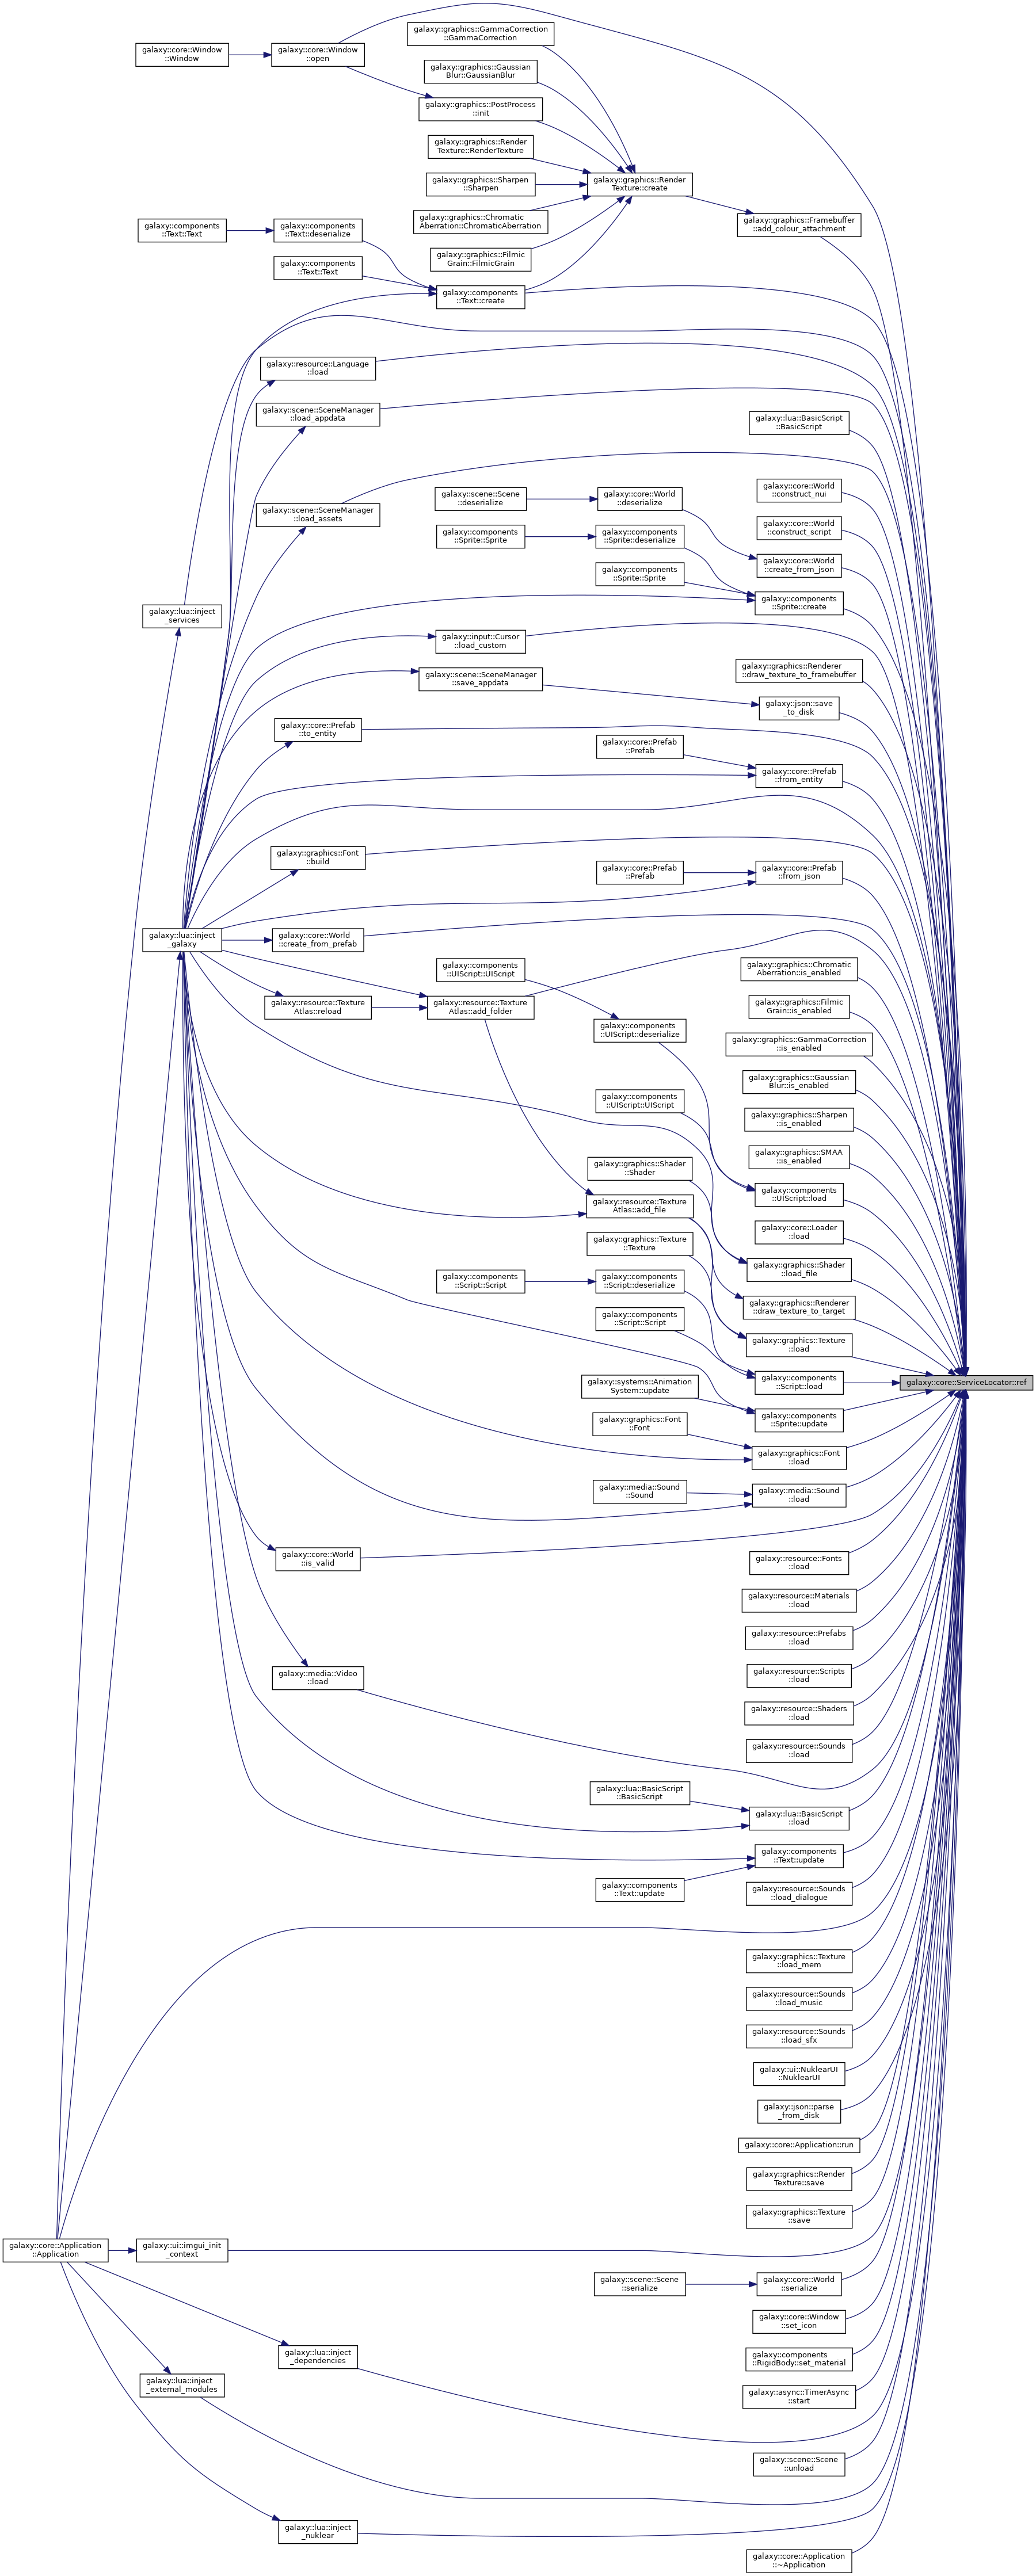 galaxy::graphics::GammaCorrection
::GammaCorrection
galaxy::core::Window
::Window
galaxy::core::Window
::open
galaxy::graphics::Gaussian
Blur::GaussianBlur
galaxy::graphics::PostProcess
::init
galaxy::graphics::Render
Texture::RenderTexture
galaxy::graphics::Sharpen
::Sharpen
galaxy::graphics::Render
Texture::create
galaxy::graphics::Chromatic
Aberration::ChromaticAberration
galaxy::graphics::Framebuffer
::add_colour_attachment
galaxy::components
::Text::Text
galaxy::components
::Text::deserialize
galaxy::graphics::Filmic
Grain::FilmicGrain
galaxy::components
::Text::Text
galaxy::components
::Text::create
galaxy::resource::Language
::load
galaxy::scene::SceneManager
::load_appdata
galaxy::lua::BasicScript
::BasicScript
galaxy::core::World
::construct_nui
galaxy::scene::Scene
::deserialize
galaxy::core::World
::deserialize
galaxy::scene::SceneManager
::load_assets
galaxy::core::World
::construct_script
galaxy::components
::Sprite::Sprite
galaxy::components
::Sprite::deserialize
galaxy::core::World
::create_from_json
galaxy::components
::Sprite::Sprite
galaxy::components
::Sprite::create
galaxy::lua::inject
_services
galaxy::input::Cursor
::load_custom
galaxy::graphics::Renderer
::draw_texture_to_framebuffer
galaxy::scene::SceneManager
::save_appdata
galaxy::json::save
_to_disk
galaxy::core::Prefab
::to_entity
galaxy::core::Prefab
::Prefab
galaxy::core::Prefab
::from_entity
galaxy::graphics::Font
::build
galaxy::core::Prefab
::Prefab
galaxy::core::Prefab
::from_json
galaxy::lua::inject
_galaxy
galaxy::core::World
::create_from_prefab
galaxy::components
::UIScript::UIScript
galaxy::graphics::Chromatic
Aberration::is_enabled
galaxy::resource::Texture
Atlas::reload
galaxy::resource::Texture
Atlas::add_folder
galaxy::graphics::Filmic
Grain::is_enabled
galaxy::components
::UIScript::deserialize
galaxy::graphics::GammaCorrection
::is_enabled
galaxy::graphics::Gaussian
Blur::is_enabled
galaxy::components
::UIScript::UIScript
galaxy::graphics::Sharpen
::is_enabled
galaxy::graphics::SMAA
::is_enabled
galaxy::graphics::Shader
::Shader
galaxy::components
::UIScript::load
galaxy::resource::Texture
Atlas::add_file
galaxy::core::Loader
::load
galaxy::graphics::Texture
::Texture
galaxy::graphics::Shader
::load_file
galaxy::components
::Script::Script
galaxy::components
::Script::deserialize
galaxy::graphics::Renderer
::draw_texture_to_target
galaxy::components
::Script::Script
galaxy::graphics::Texture
::load
galaxy::systems::Animation
System::update
galaxy::components
::Script::load
galaxy::core::ServiceLocator::ref
galaxy::graphics::Font
::Font
galaxy::components
::Sprite::update
galaxy::graphics::Font
::load
galaxy::media::Sound
::Sound
galaxy::media::Sound
::load
galaxy::core::World
::is_valid
galaxy::resource::Fonts
::load
galaxy::resource::Materials
::load
galaxy::resource::Prefabs
::load
galaxy::media::Video
::load
galaxy::resource::Scripts
::load
galaxy::resource::Shaders
::load
galaxy::resource::Sounds
::load
galaxy::lua::BasicScript
::BasicScript
galaxy::lua::BasicScript
::load
galaxy::components
::Text::update
galaxy::components
::Text::update
galaxy::resource::Sounds
::load_dialogue
galaxy::graphics::Texture
::load_mem
galaxy::resource::Sounds
::load_music
galaxy::resource::Sounds
::load_sfx
galaxy::ui::NuklearUI
::NuklearUI
galaxy::json::parse
_from_disk
galaxy::core::Application::run
galaxy::graphics::Render
Texture::save
galaxy::graphics::Texture
::save
galaxy::core::Application
::Application
galaxy::ui::imgui_init
_context
galaxy::scene::Scene
::serialize
galaxy::core::World
::serialize
galaxy::core::Window
::set_icon
galaxy::lua::inject
_dependencies
galaxy::components
::RigidBody::set_material
galaxy::lua::inject
_external_modules
galaxy::async::TimerAsync
::start
galaxy::scene::Scene
::unload
galaxy::lua::inject
_nuklear
galaxy::core::Application
::~Application